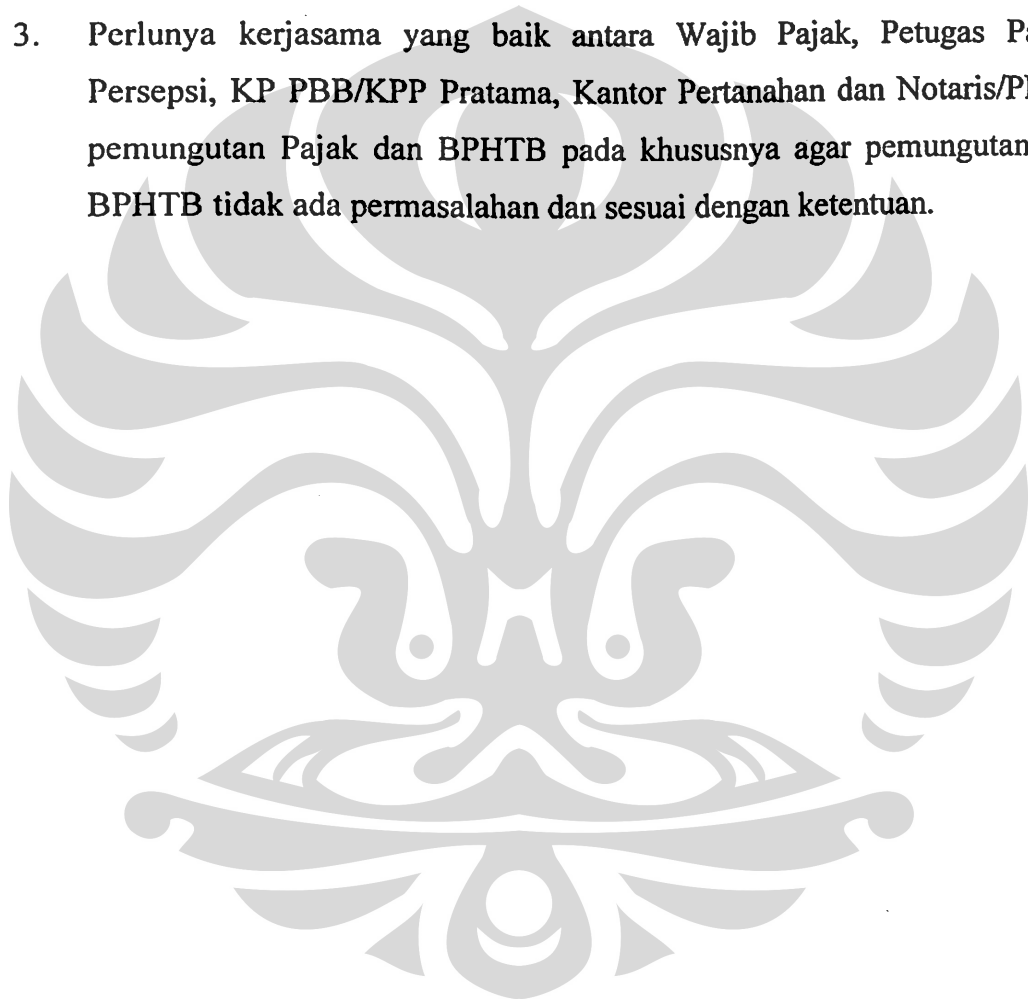 3. Perlunya kerjasama yang baik antara Wajib Pajak, Petugas
Persepsi, KP PBB/KPP Pratama, Kantor Pertanahan dan
pemungutan Pajak dan BPHTB pada khususnya agar pemungutan
BPHTB tidak ada permasalahan dan sesuai dengan ketentuan.